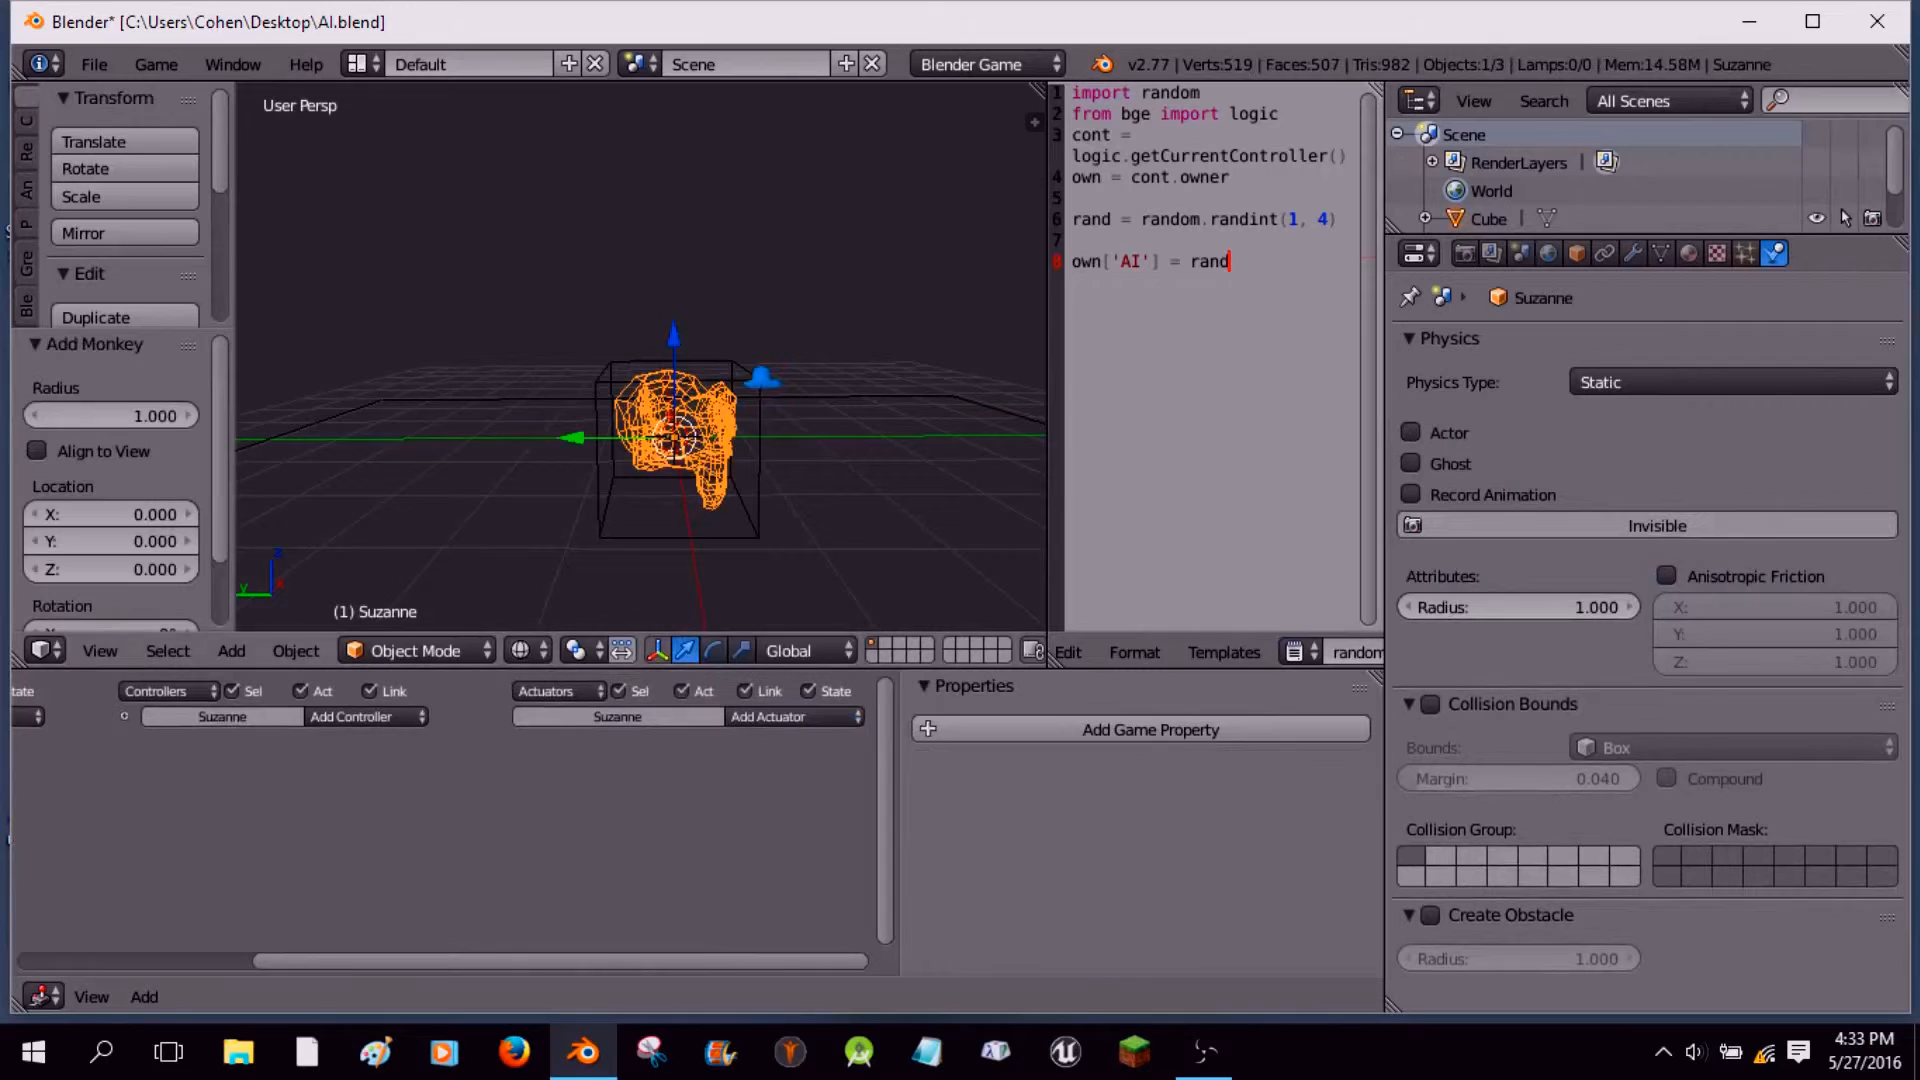 Blender* [C:\Users\Cohen\Desktop\AI.blend]
File Game Window Help Default Scene Blender Game v2.77 | Verts:519 | Faces:507 | Tris:982 | Objects:1/3 | Lamps:0/0 | Mem:14.58M | Suzanne
Transform
Translate
Rotate
Scale
Mirror
Edit
Duplicate
C
Re
An
P
Gre
Ble
Add Monkey
Radius
1.000
Align to View
Location
X: 0.000
Y: 0.000
Z: 0.000
Rotation
User Persp
z
y x
(1) Suzanne
View Select Add Object Object Mode Global
1 import random
2 from bge import logic
3 cont =
logic.getCurrentController()
4 own = cont.owner
5
6 rand = random.randint(1, 4)
7
8 own['AI'] = rand
Edit Format Templates random
View Search All Scenes
Scene
RenderLayers |
World
Cube |
Suzanne
Physics
Physics Type: Static
Actor
Ghost
Record Animation
Invisible
Attributes: Anisotropic Friction
Radius: 1.000
X: 1.000
Y: 1.000
Z: 1.000
Collision Bounds
Bounds: Box
Margin: 0.040 Compound
Collision Group: Collision Mask:
Create Obstacle
Radius: 1.000
tate Controllers Sel Act Link Actuators Sel Act Link State
Suzanne Add Controller Suzanne Add Actuator
Properties
Add Game Property
View Add
4:33 PM
5/27/2016